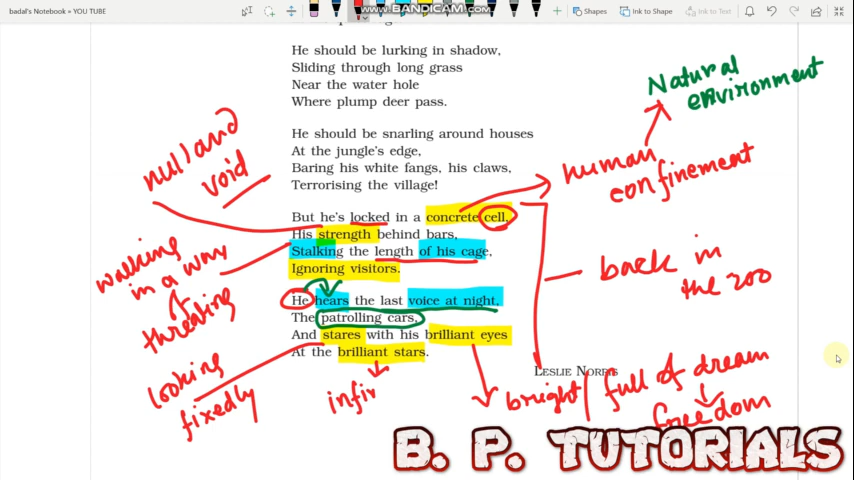 badal's Notebook » YOU TUBE
WWW.BANDICAM.COM
Shapes
Ink to Shape
Ink to Text
He should be lurking in shadow,
Sliding through long grass
Near the water hole
Where plump deer pass.
Natural
environment
He should be snarling around houses
At the jungle's edge,
Baring his white fangs, his claws,
Terrorising the village!
null and
void
human
confinement
But he's locked in a concrete cell,
His strength behind bars,
Stalking the length of his cage,
Ignoring visitors.
walking
in a way
of
threating
back in
the zoo
He hears the last voice at night,
The patrolling cars,
And stares with his brilliant eyes
At the brilliant stars.
LESLIE NORRIS
looking
fixedly
infir
bright/ full of dream
freedom
B. P. TUTORIALS